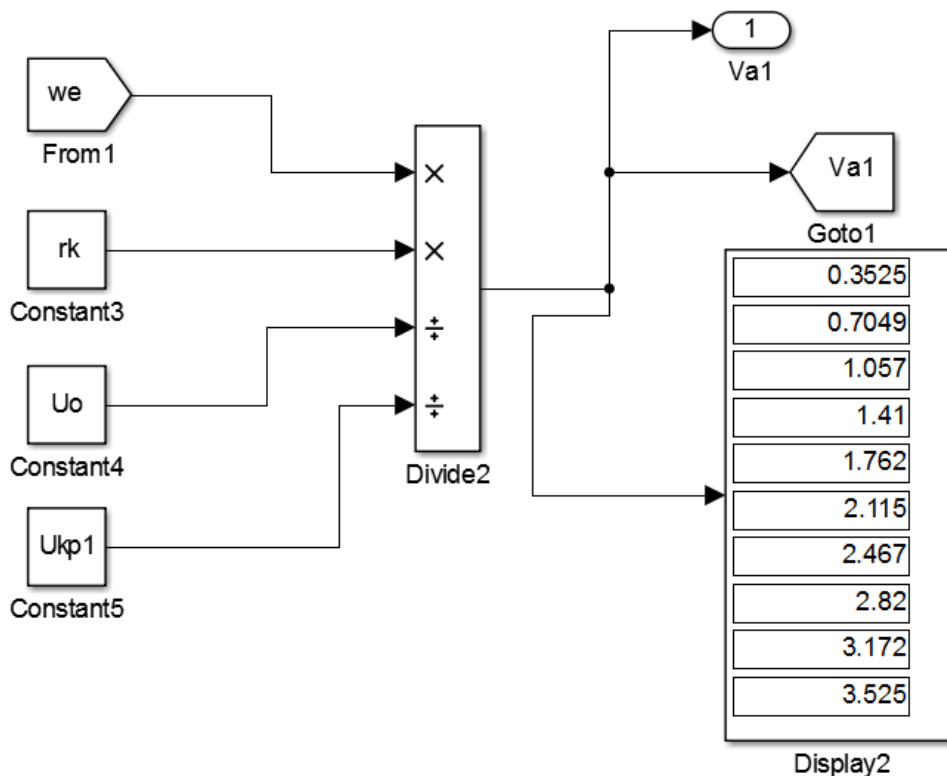 1
Va1
we
From1
Va1
Goto1
rk
Constant3
Uo
Constant4
Ukp1
Constant5
×
×
÷
÷
Divide2
0.3525
0.7049
1.057
1.41
1.762
2.115
2.467
2.82
3.172
3.525
Display2